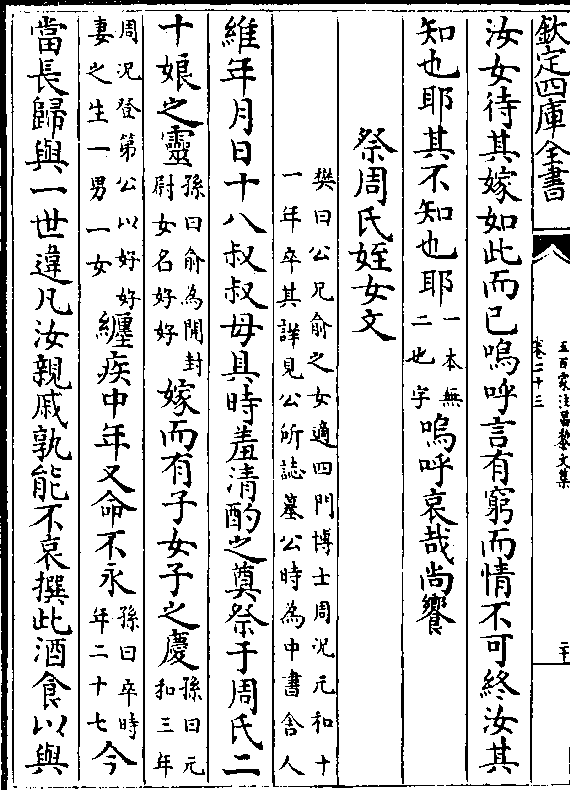 欽定四庫全書
五百家注昌黎文集
卷二十三
二十
汝女待其嫁如此而已嗚呼言有窮而情不可終汝其
知也耶其不知也耶一本無二也字嗚呼哀哉尚饗
祭周氏姪女文
樊曰公兄俞之女適四門博士周況元和十一年卒其詳見公所誌墓公時為中書舍人
維年月日十八叔叔母具時羞清酌之奠祭于周氏二
十娘之靈孫曰俞為開封尉女名好好嫁而有子女子之慶孫曰元和三年
周況登第公以好好妻之生一男一女纏疾中年又命不永孫曰卒時年二十七今
當長歸與一世違凡汝親戚孰能不哀撰此酒食以與